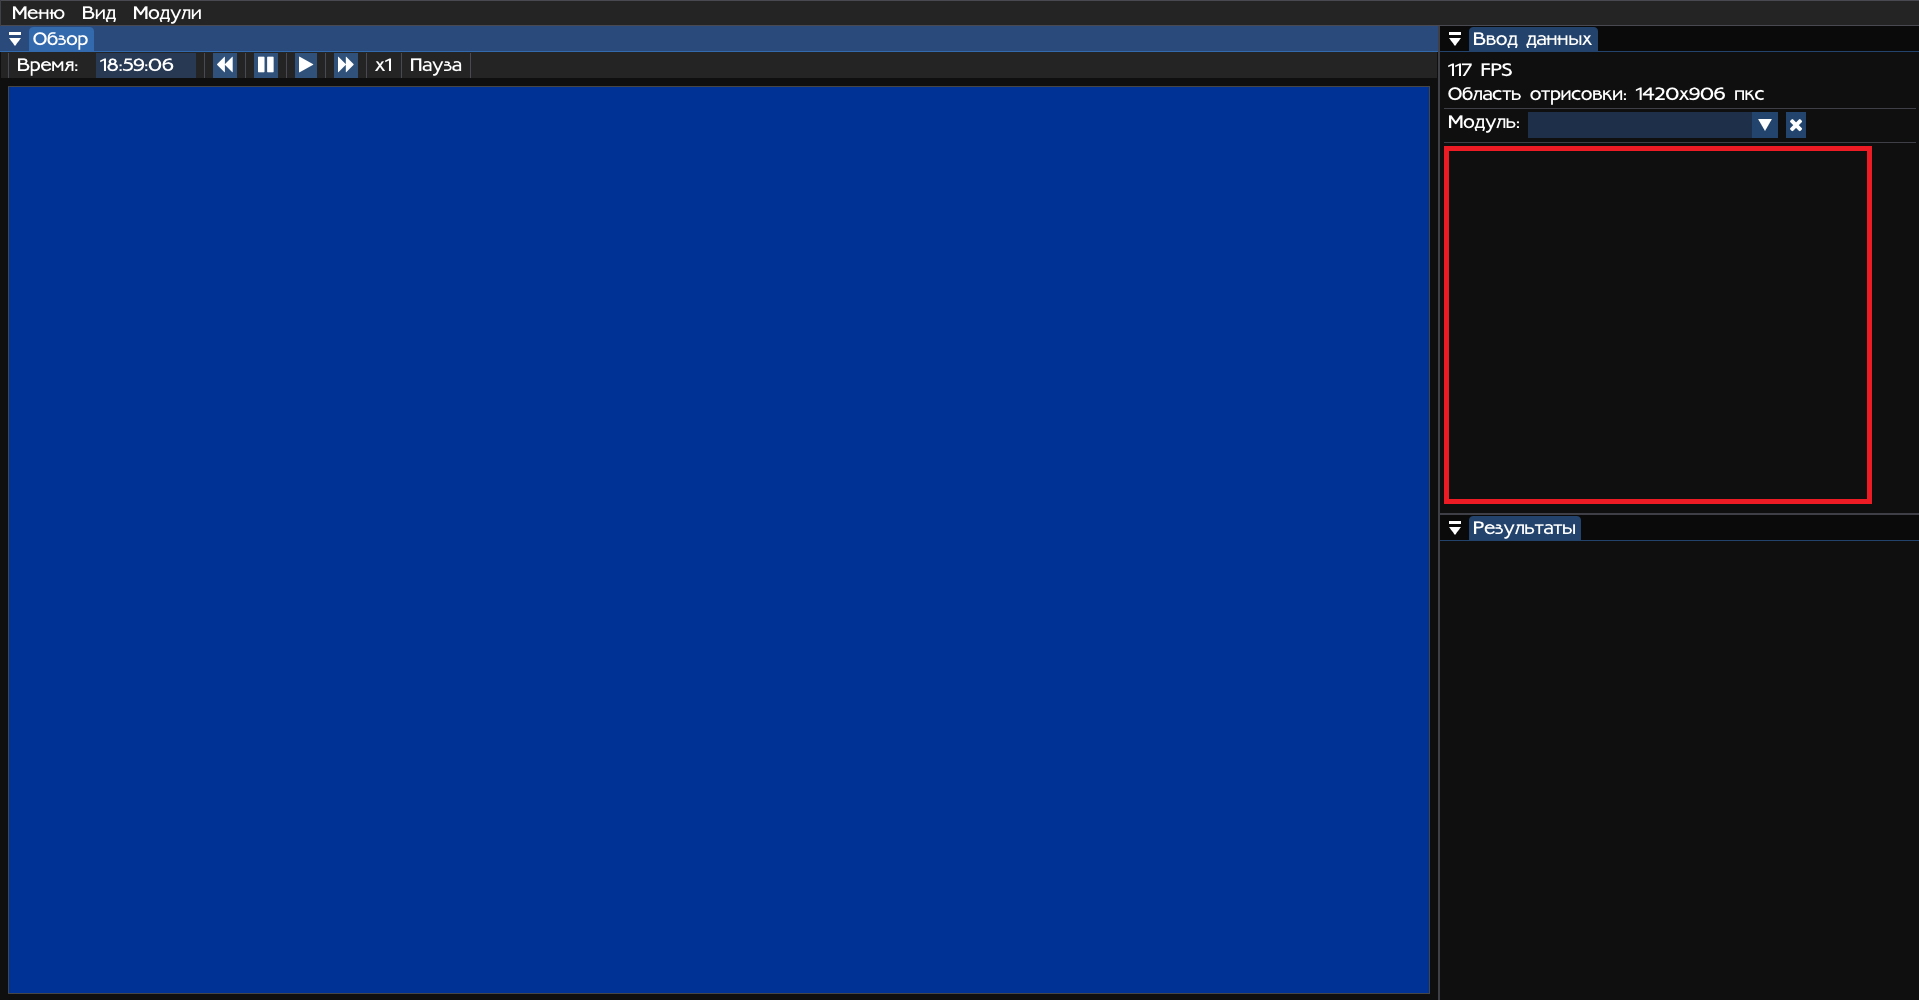 Меню Вид Модули
Обзор
Время: 18:59:06 x1 Пауза
Ввод данных
117 FPS
Область отрисовки: 1420x906 пкс
Модуль:
Результаты